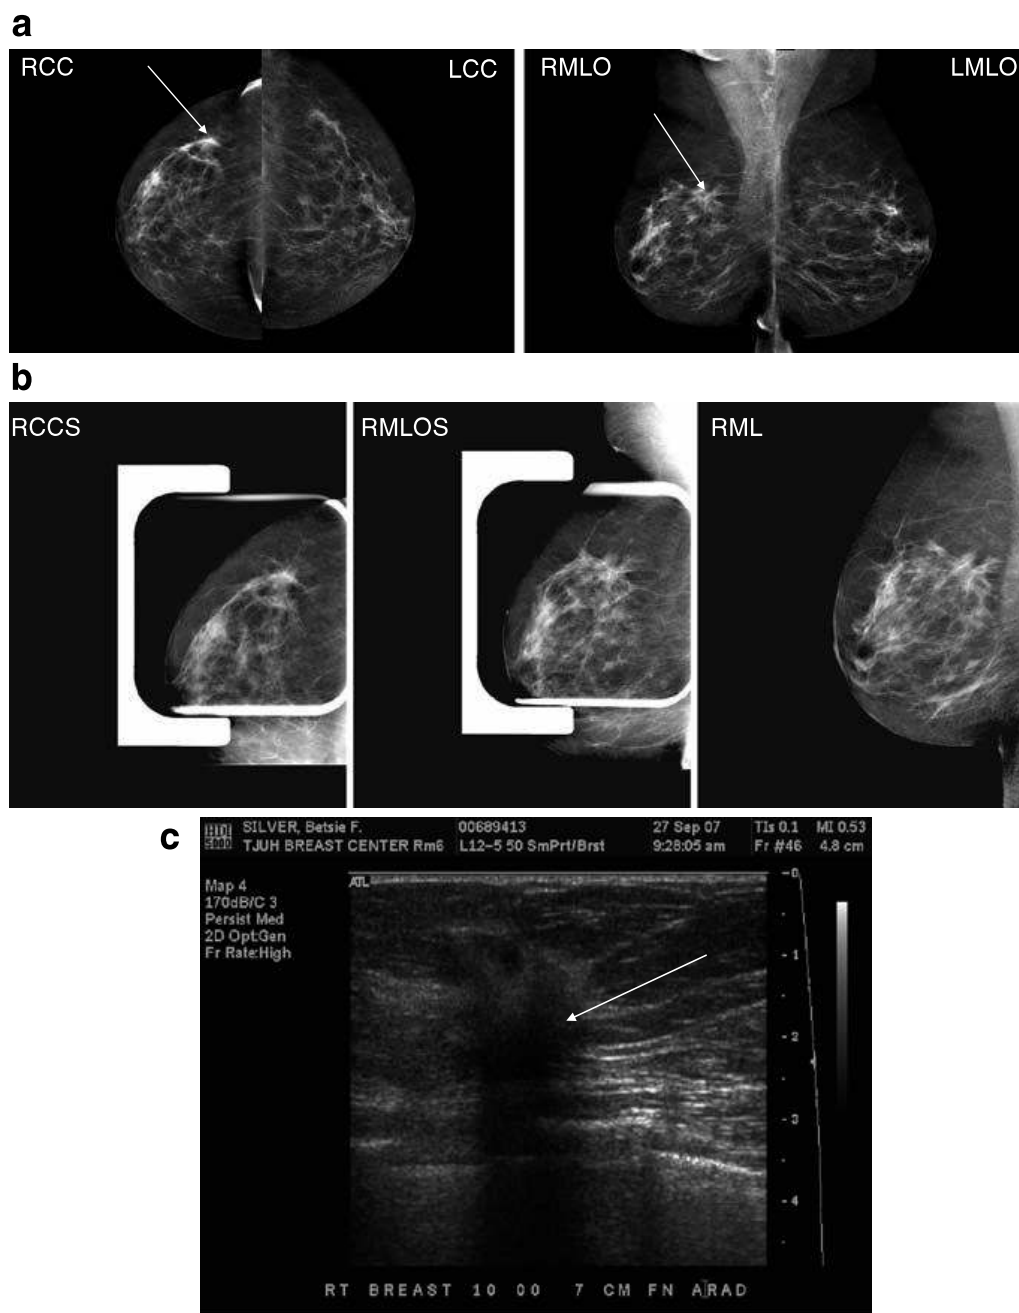 a
RCC
LCC
RMLO
LMLO
b
RCCS
RMLOS
RML
c
HDI 5000
SILVER, Betsie F.
00689413
27 Sep 07
TIs 0.1 MI 0.53
TJUH BREAST CENTER Rm6
L12-5 50 SmPrt/Brst
9:28:05 am
Fr #46 4.8 cm
Map 4
170dB/C 3
Persist Med
2D Opt:Gen
Fr Rate:High
ATL
0
1
2
3
4
RT BREAST 10 00 7 CM FN ARAD